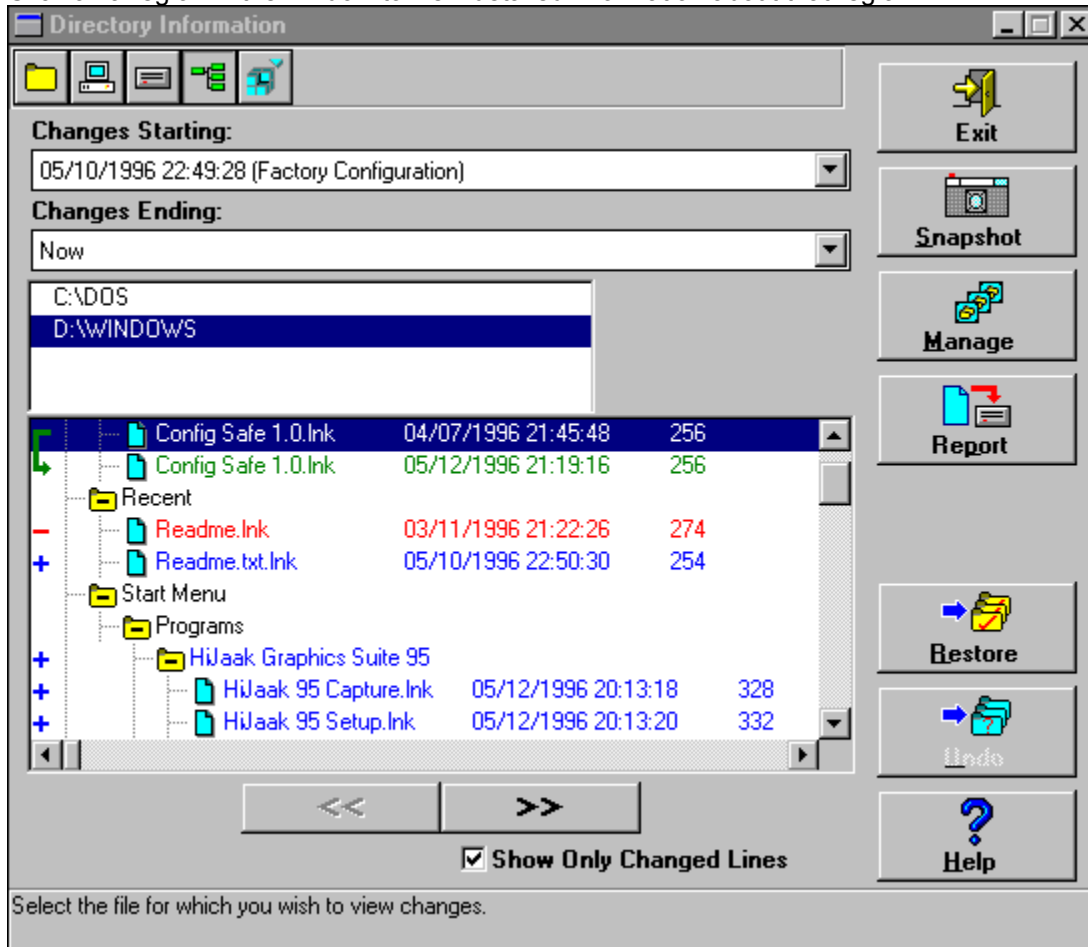 Directory Information
Changes Starting:
05/10/1996 22:49:28 (Factory Configuration)
Changes Ending:
Now
C:\DOS
D:\WINDOWS
Config Safe 1.0.lnk 04/07/1996 21:45:48 256
Config Safe 1.0.lnk 05/12/1996 21:19:16 256
Recent
Readme.lnk 03/11/1996 21:22:26 274
Readme.txt.lnk 05/10/1996 22:50:30 254
Start Menu
Programs
HiJaak Graphics Suite 95
HiJaak 95 Capture.lnk 05/12/1996 20:13:18 328
HiJaak 95 Setup.lnk 05/12/1996 20:13:20 332
<< >>
Show Only Changed Lines
Exit
Snapshot
Manage
Report
Restore
Undo
Help
Select the file for which you wish to view changes.